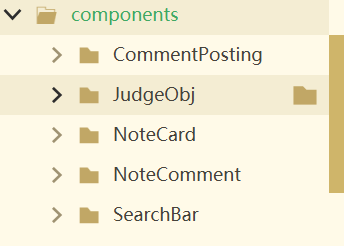 components
CommentPosting
JudgeObj
NoteCard
NoteComment
SearchBar